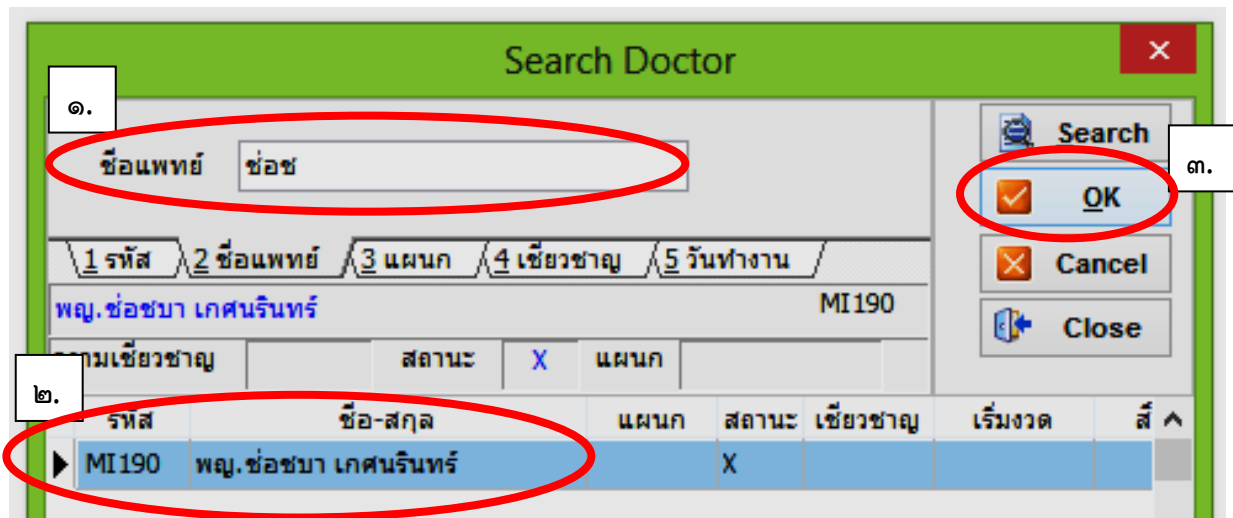 Search Doctor
๑.
ชื่อแพทย์ ช่อช
Search
๓.
OK
1 รหัส 2 ชื่อแพทย์ 3 แผนก 4 เชี่ยวชาญ 5 วันทำงาน
Cancel
พญ.ช่อชบา เกศนรินทร์ MI190
Close
สถานะ X แผนก
๒.
รหัส ชื่อ-สกุล แผนก สถานะ เชี่ยวชาญ เริ่มงวด
MI190 พญ.ช่อชบา เกศนรินทร์ X